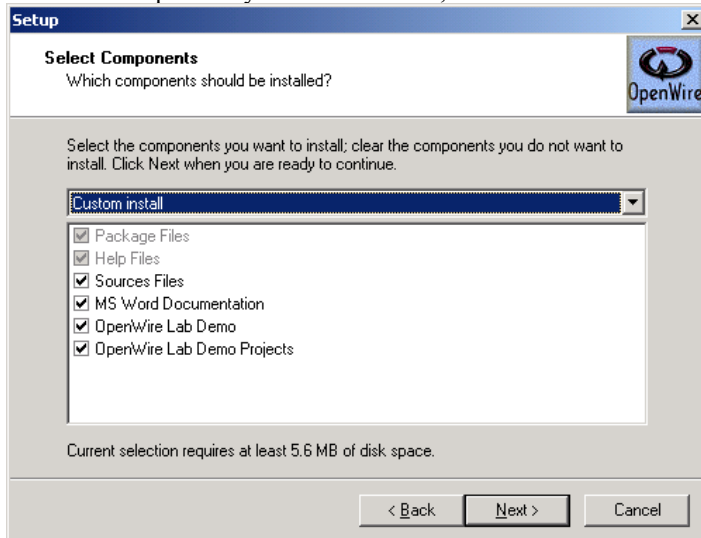 Setup
Select Components
Which components should be installed?
OpenWire
Select the components you want to install; clear the components you do not want to
install. Click Next when you are ready to continue.
Custom install
Package Files
Help Files
Sources Files
MS Word Documentation
OpenWire Lab Demo
OpenWire Lab Demo Projects
Current selection requires at least 5.6 MB of disk space.
< Back Next > Cancel